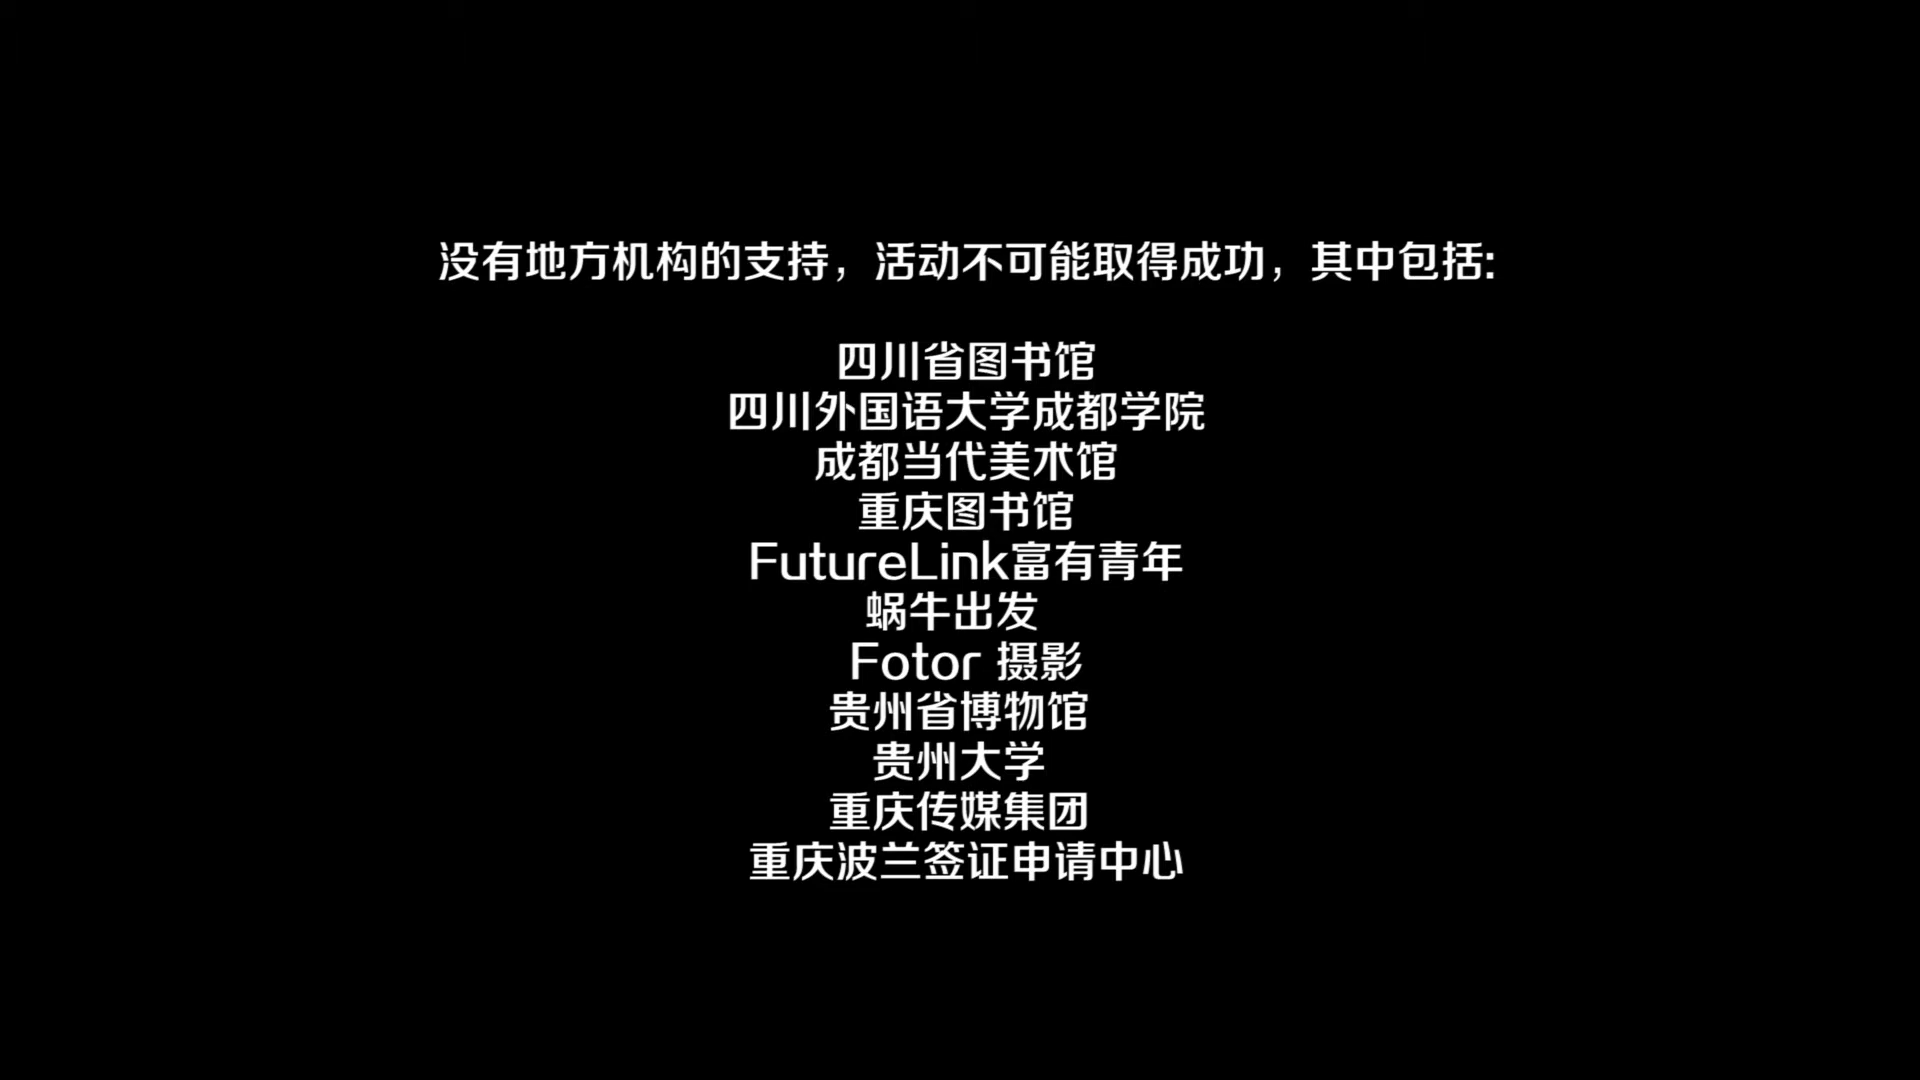 没有地方机构的支持，活动不可能取得成功，其中包括:
四川省图书馆
四川外国语大学成都学院
成都当代美术馆
重庆图书馆
FutureLink富有青年
蜗牛出发
Fotor 摄影
贵州省博物馆
贵州大学
重庆传媒集团
重庆波兰签证申请中心